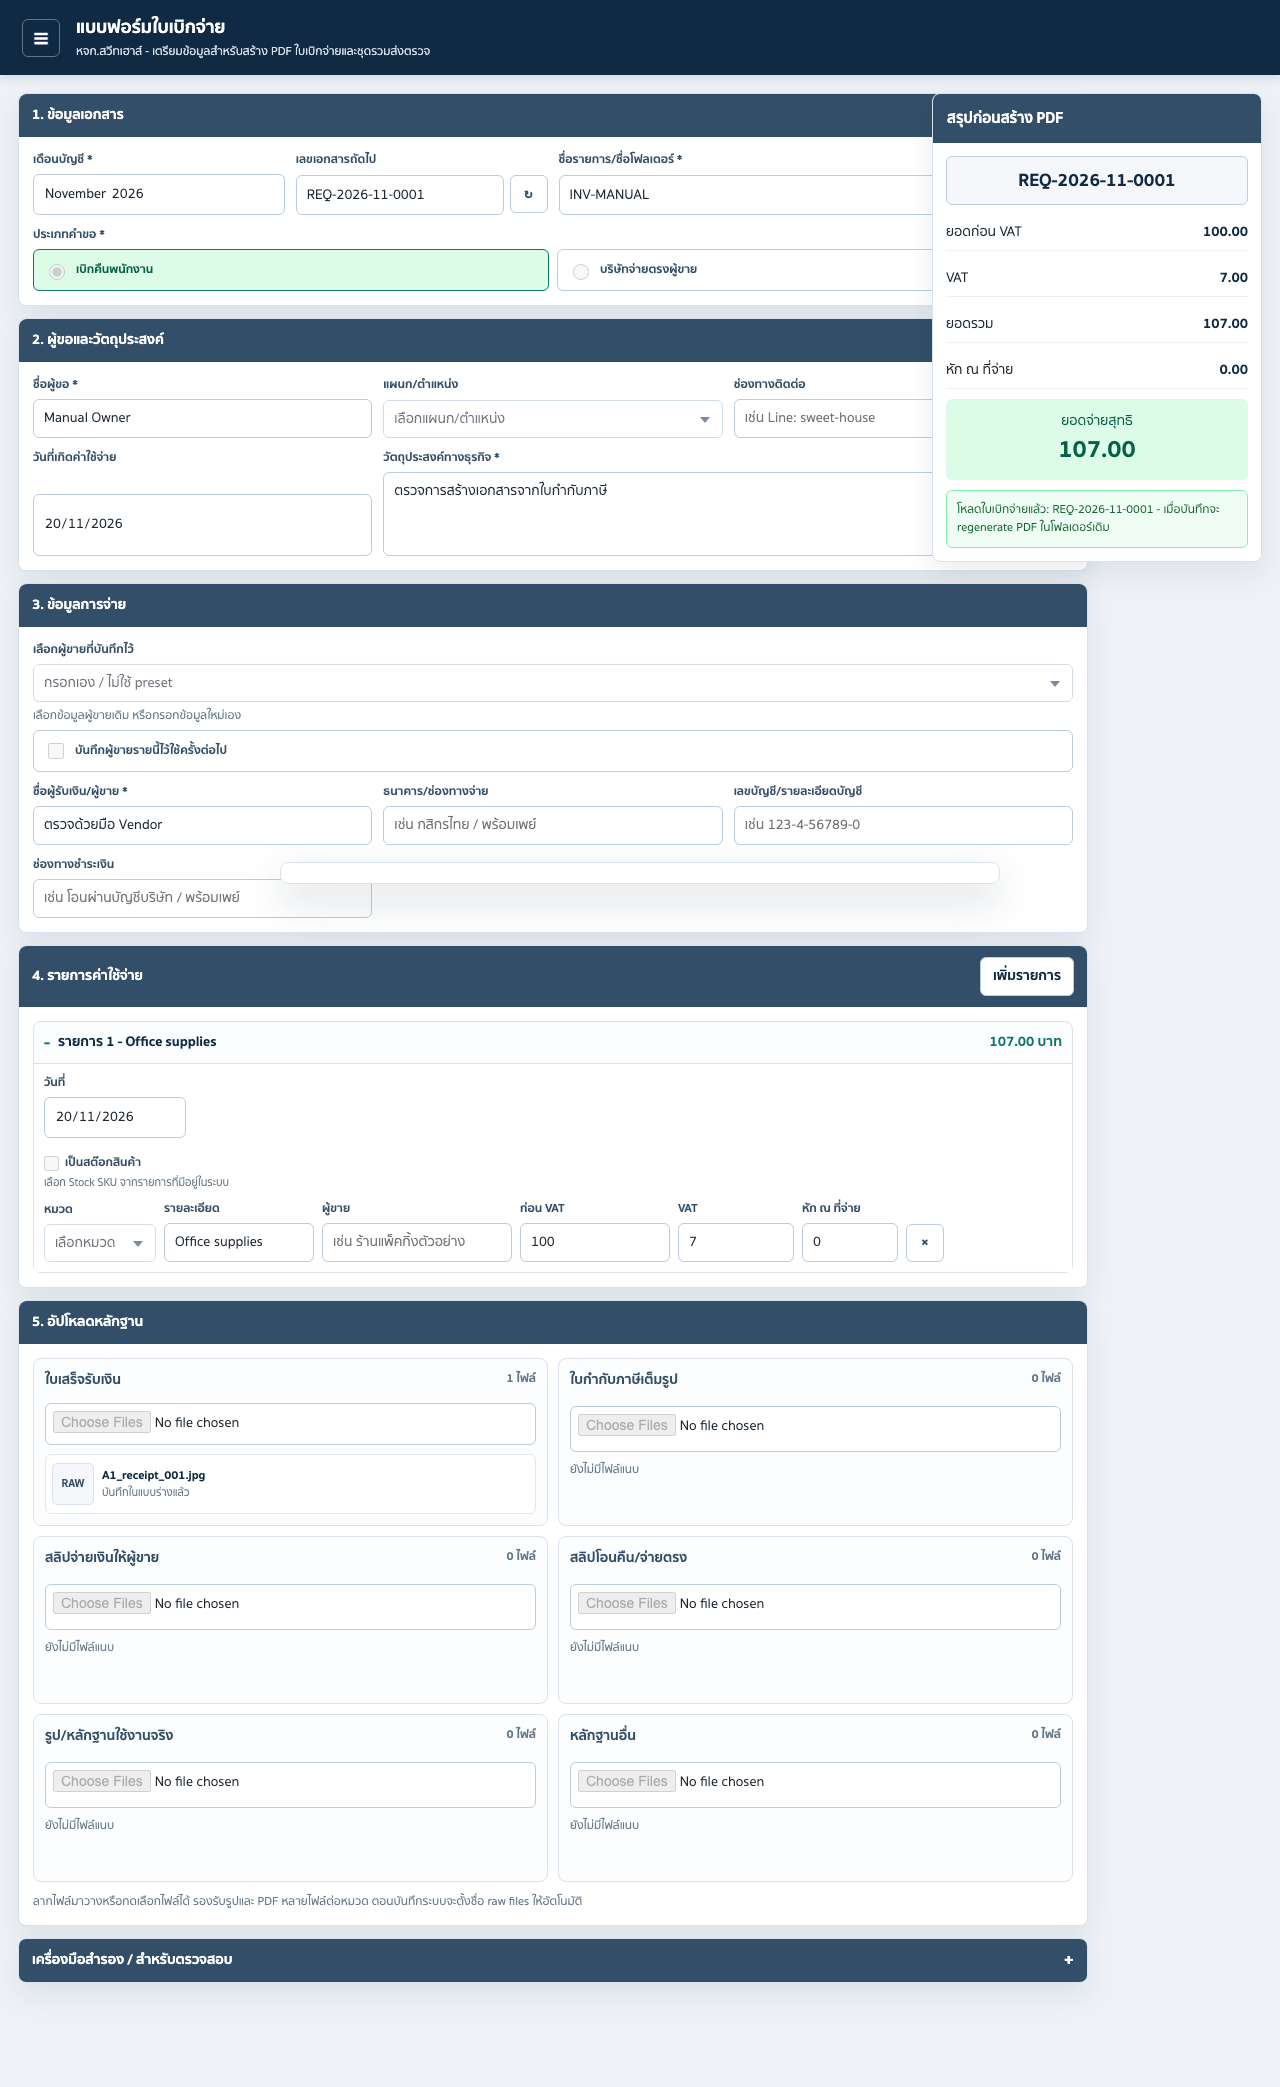 แบบฟอร์มใบเบิกจ่าย
หจก.สวีทเฮาส์ - เตรียมข้อมูลสำหรับสร้าง PDF ใบเบิกจ่ายและชุดรวมส่งตรวจ
1. ข้อมูลเอกสาร
เดือนบัญชี *
เลขเอกสารถัดไป
ชื่อรายการ/ชื่อโฟลเดอร์ *
November 2026
REQ-2026-11-0001
↻
INV-MANUAL
ประเภทคำขอ *
เบิกคืนพนักงาน
บริษัทจ่ายตรงผู้ขาย
สรุปก่อนสร้าง PDF
REQ-2026-11-0001
ยอดก่อน VAT 100.00
VAT 7.00
ยอดรวม 107.00
หัก ณ ที่จ่าย 0.00
ยอดจ่ายสุทธิ
107.00
โหลดใบเบิกจ่ายแล้ว: REQ-2026-11-0001 - เมื่อบันทึกจะ
regenerate PDF ในโฟลเดอร์เดิม
2. ผู้ขอและวัตถุประสงค์
ชื่อผู้ขอ *
แผนก/ตำแหน่ง
ช่องทางติดต่อ
Manual Owner
เลือกแผนก/ตำแหน่ง
เช่น Line: sweet-house
วันที่เกิดค่าใช้จ่าย
วัตถุประสงค์ทางธุรกิจ *
20/11/2026
ตรวจการสร้างเอกสารจากใบกำกับภาษี
3. ข้อมูลการจ่าย
เลือกผู้ขายที่บันทึกไว้
กรอกเอง / ไม่ใช้ preset
เลือกข้อมูลผู้ขายเดิม หรือกรอกข้อมูลใหม่เอง
บันทึกผู้ขายรายนี้ไว้ใช้ครั้งต่อไป
ชื่อผู้รับเงิน/ผู้ขาย *
ธนาคาร/ช่องทางจ่าย
เลขบัญชี/รายละเอียดบัญชี
ตรวจด้วยมือ Vendor
เช่น กสิกรไทย / พร้อมเพย์
เช่น 123-4-56789-0
ช่องทางชำระเงิน
เช่น โอนผ่านบัญชีบริษัท / พร้อมเพย์
4. รายการค่าใช้จ่าย
เพิ่มรายการ
- รายการ 1 - Office supplies
107.00 บาท
วันที่
20/11/2026
เป็นสต๊อกสินค้า
เลือก Stock SKU จากรายการที่มีอยู่ในระบบ
หมวด
รายละเอียด
ผู้ขาย
ก่อน VAT
VAT
หัก ณ ที่จ่าย
เลือกหมวด
Office supplies
เช่น ร้านแพ็คกิ้งตัวอย่าง
100
7
0
×
5. อัปโหลดหลักฐาน
ใบเสร็จรับเงิน
1 ไฟล์
Choose Files No file chosen
RAW
A1_receipt_001.jpg
บันทึกในแบบร่างแล้ว
ใบกำกับภาษีเต็มรูป
0 ไฟล์
Choose Files No file chosen
ยังไม่มีไฟล์แนบ
สลิปจ่ายเงินให้ผู้ขาย
0 ไฟล์
Choose Files No file chosen
ยังไม่มีไฟล์แนบ
สลิปโอนคืน/จ่ายตรง
0 ไฟล์
Choose Files No file chosen
ยังไม่มีไฟล์แนบ
รูป/หลักฐานใช้งานจริง
0 ไฟล์
Choose Files No file chosen
ยังไม่มีไฟล์แนบ
หลักฐานอื่น
0 ไฟล์
Choose Files No file chosen
ยังไม่มีไฟล์แนบ
ลากไฟล์มาวางหรือกดเลือกไฟล์ได้ รองรับรูปและ PDF หลายไฟล์ต่อหมวด ตอนบันทึกระบบจะตั้งชื่อ raw files ให้อัตโนมัติ
เครื่องมือสำรอง / สำหรับตรวจสอบ
+